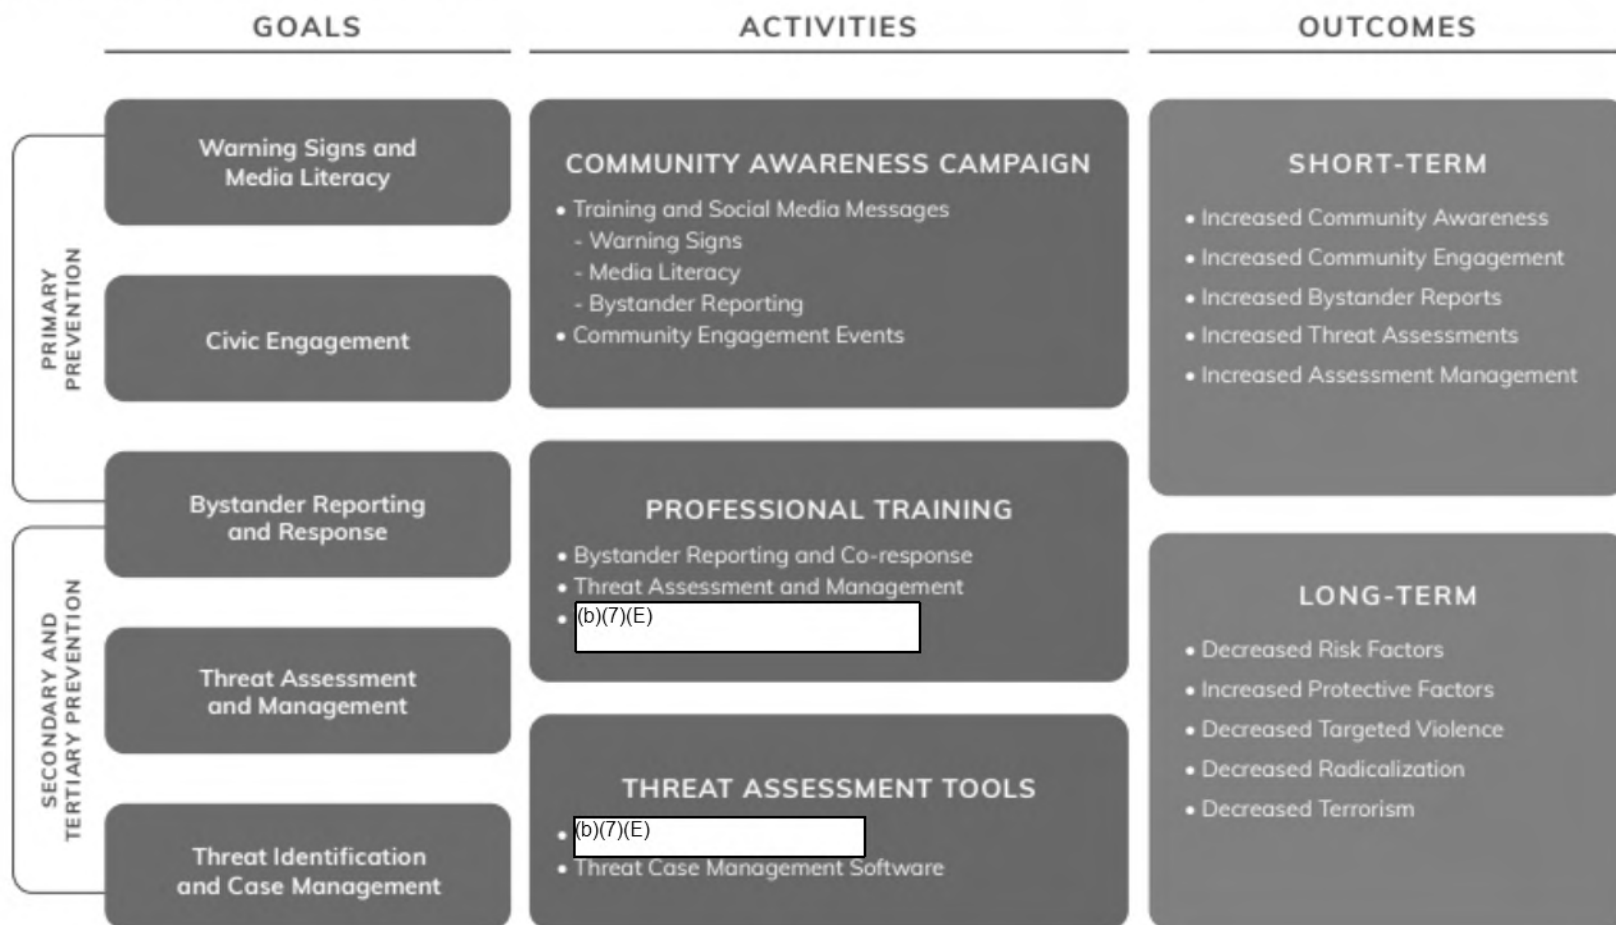 GOALS
ACTIVITIES
OUTCOMES
PRIMARY
PREVENTION
Warning Signs and
Media Literacy
Civic Engagement
Bystander Reporting
and Response
SECONDARY AND
TERTIARY PREVENTION
Threat Assessment
and Management
Threat Identification
and Case Management
COMMUNITY AWARENESS CAMPAIGN
• Training and Social Media Messages
- Warning Signs
- Media Literacy
- Bystander Reporting
• Community Engagement Events
PROFESSIONAL TRAINING
• Bystander Reporting and Co-response
• Threat Assessment and Management
• (b)(7)(E)
THREAT ASSESSMENT TOOLS
• (b)(7)(E)
• Threat Case Management Software
SHORT-TERM
• Increased Community Awareness
• Increased Community Engagement
• Increased Bystander Reports
• Increased Threat Assessments
• Increased Assessment Management
LONG-TERM
• Decreased Risk Factors
• Increased Protective Factors
• Decreased Targeted Violence
• Decreased Radicalization
• Decreased Terrorism